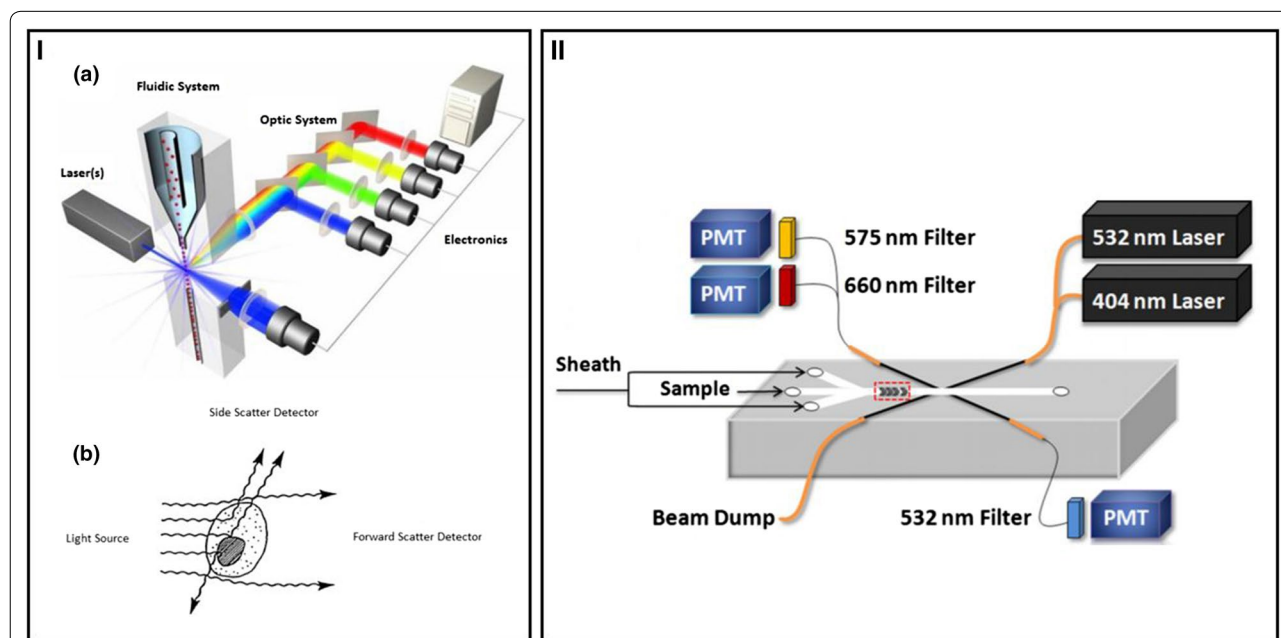 I
(a)
Fluidic System
Optic System
Laser(s)
Electronics
Side Scatter Detector
(b)
Light Source
Forward Scatter Detector
II
PMT
575 nm Filter
532 nm Laser
PMT
660 nm Filter
404 nm Laser
Sheath
Sample
Beam Dump
532 nm Filter
PMT